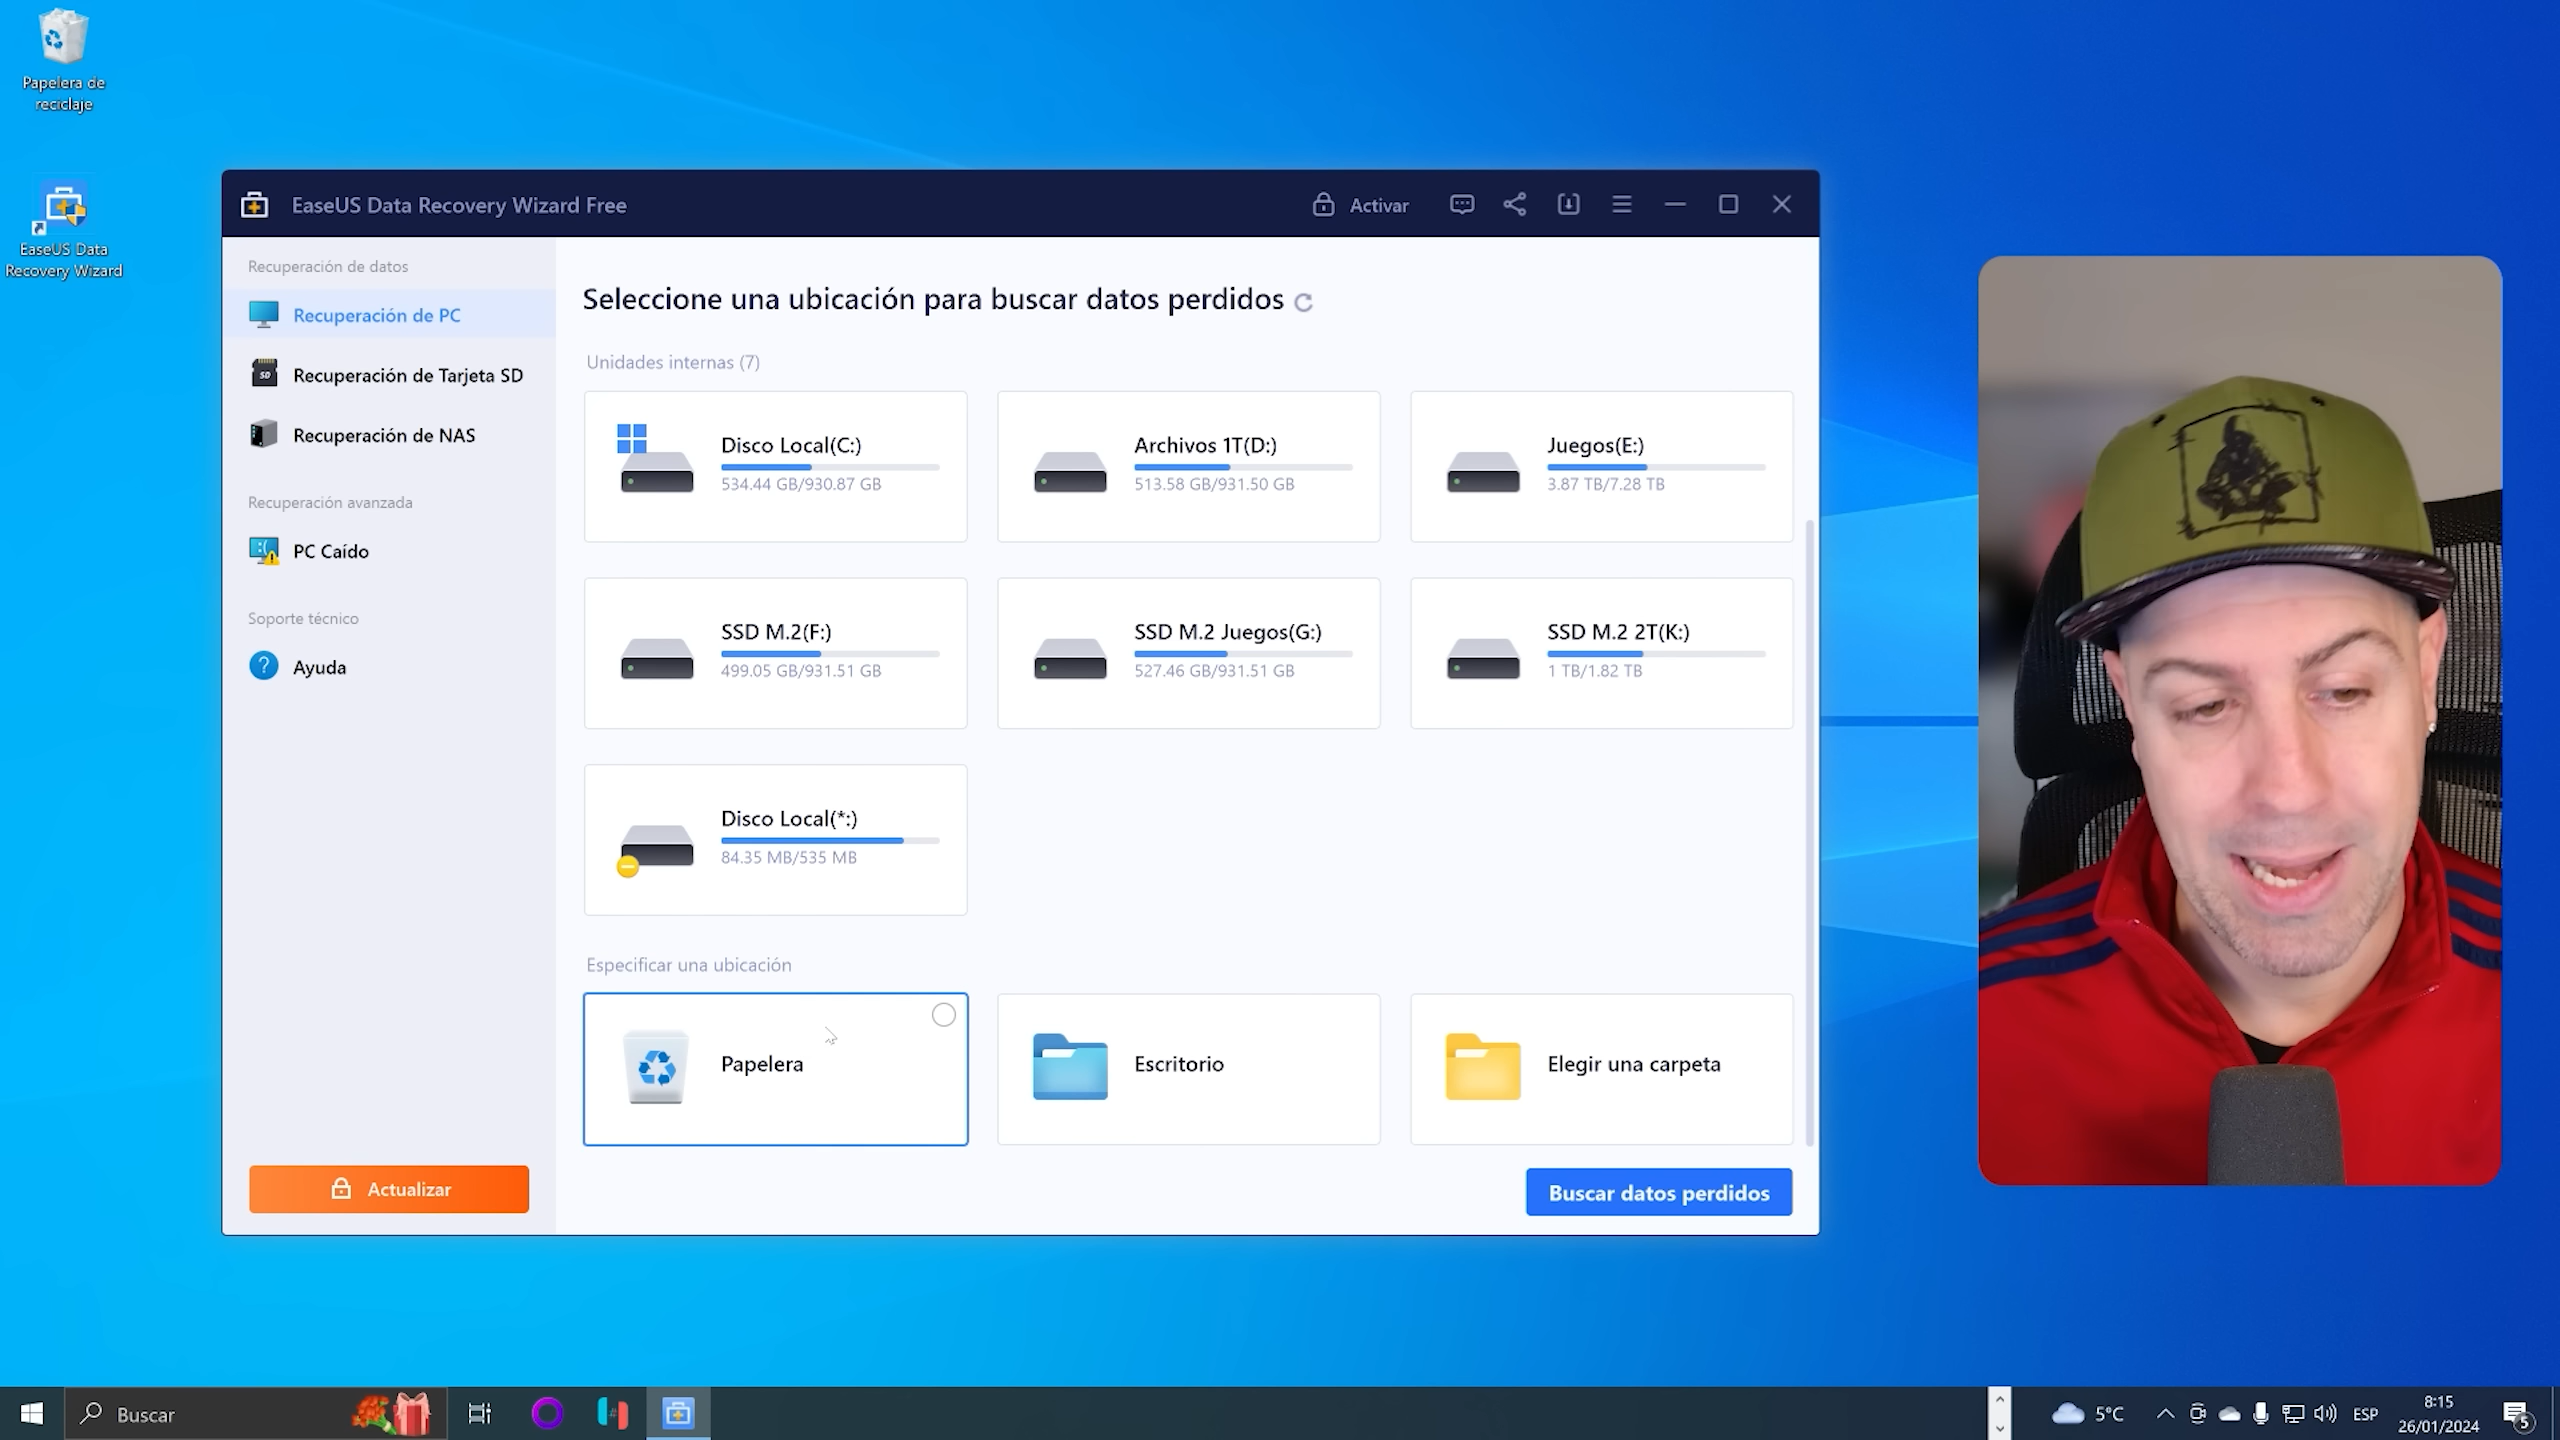 Papelera de
reciclaje
EaseUS Data
Recovery Wizard
EaseUS Data Recovery Wizard Free
Activar
Recuperación de datos
Recuperación de PC
Recuperación de Tarjeta SD
Recuperación de NAS
Recuperación avanzada
PC Caído
Soporte técnico
Ayuda
Actualizar
Seleccione una ubicación para buscar datos perdidos
Unidades internas (7)
Disco Local(C:)
534.44 GB/930.87 GB
Archivos 1T(D:)
513.58 GB/931.50 GB
Juegos(E:)
3.87 TB/7.28 TB
SSD M.2(F:)
499.05 GB/931.51 GB
SSD M.2 Juegos(G:)
527.46 GB/931.51 GB
SSD M.2 2T(K:)
1 TB/1.82 TB
Disco Local(*:)
84.35 MB/535 MB
Especificar una ubicación
Papelera
Escritorio
Elegir una carpeta
Buscar datos perdidos
Buscar
5°C
ESP
8:15
26/01/2024
5